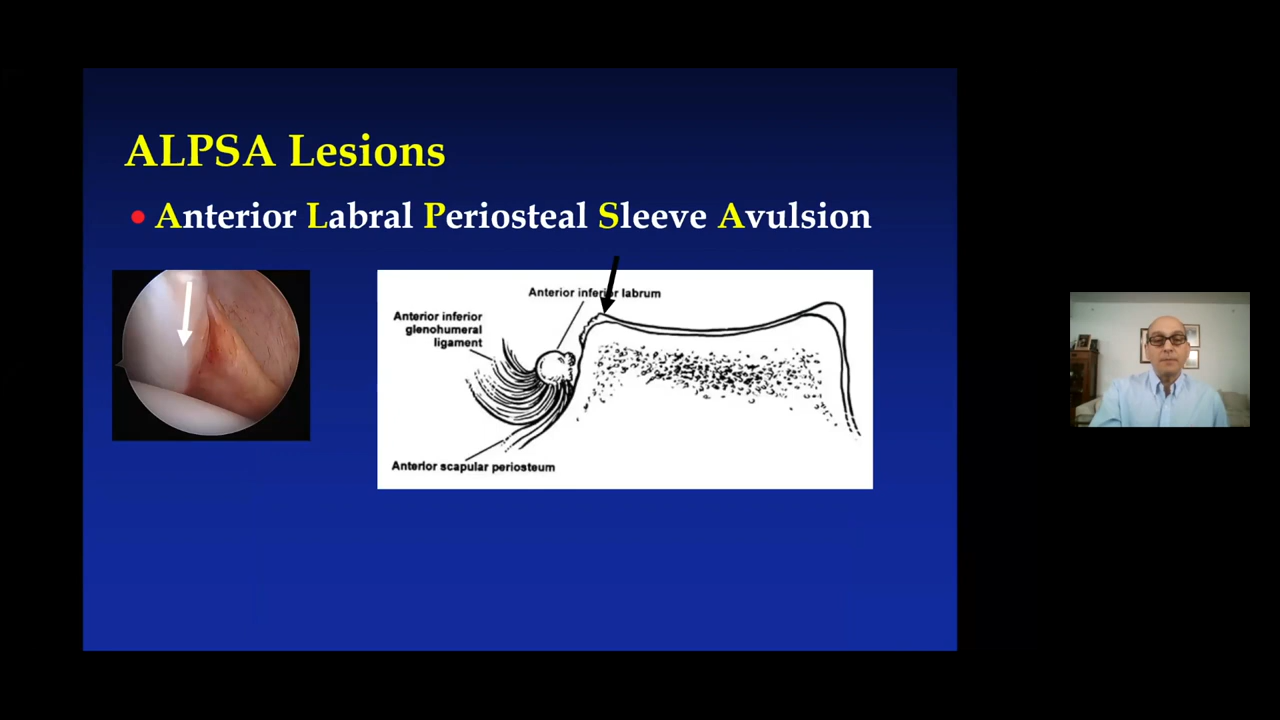 ALPSA Lesions
Anterior Labral Periosteal Sleeve Avulsion
Anterior inferior labrum
Anterior inferior
glenohumeral
ligament
Anterior scapular periosteum